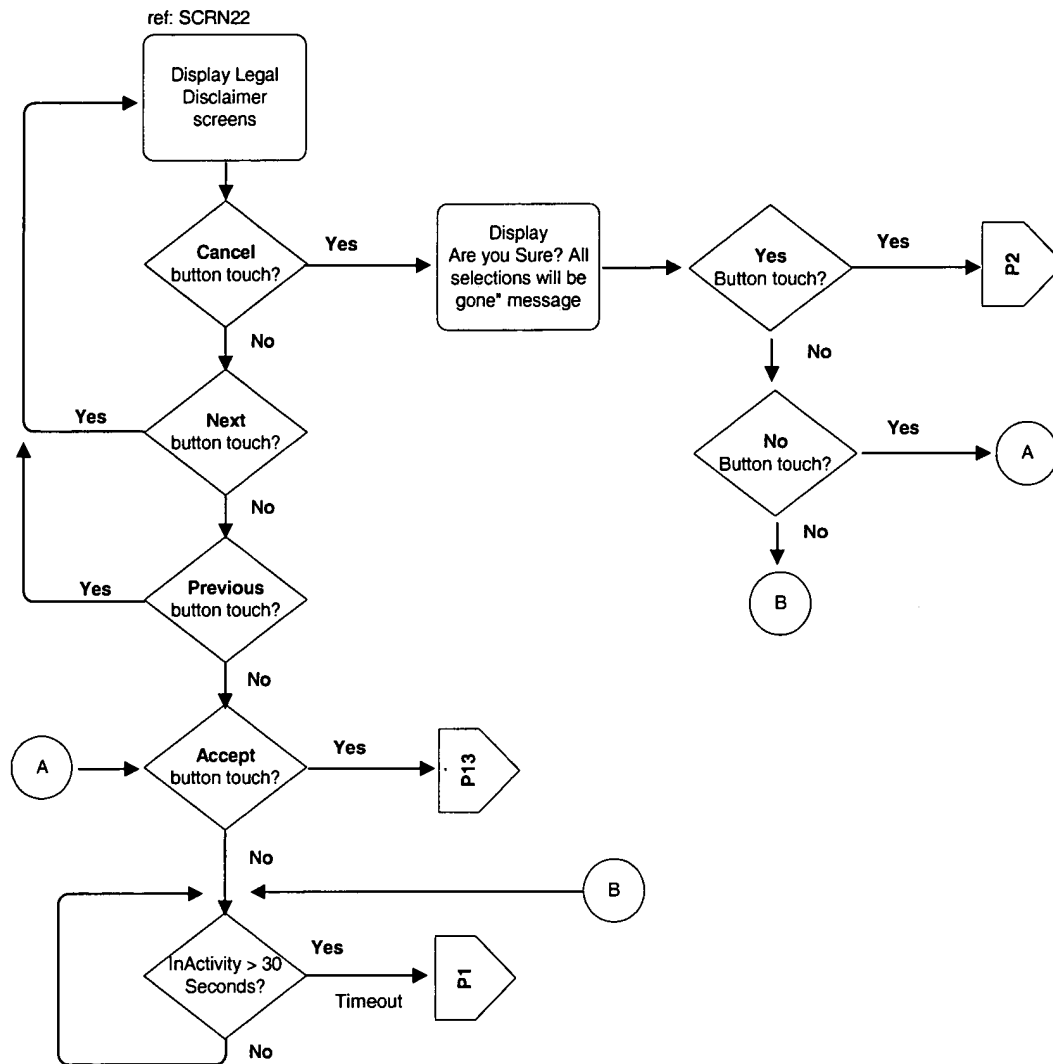 ref: SCRN22
Display Legal
Disclaimer
screens
Cancel
button touch?
Yes
Display
Are you Sure? All
selections will be
gone" message
Yes
Button touch?
Yes
P2
No
No
Next
button touch?
Yes
No
Button touch?
Yes
A
No
No
B
Previous
button touch?
Yes
No
A
Accept
button touch?
Yes
P13
No
B
InActivity > 30
Seconds?
Yes
Timeout
P1
No